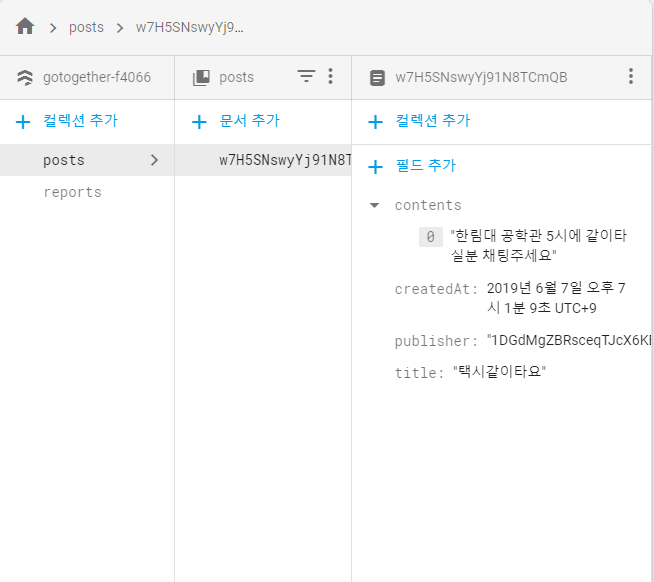 posts w7H5SNswyYj9…
gotogether-f4066
posts
w7H5SNswyYj91N8TCmQB
컬렉션 추가
문서 추가
컬렉션 추가
posts
w7H5SNswyYj91N8T
필드 추가
reports
contents
0 "한림대 공학관 5시에 같이타
실분 채팅주세요"
createdAt: 2019년 6월 7일 오후 7
시 1분 9초 UTC+9
publisher: "1DGdMgZBRsceqTJcX6K
title: "택시같이타요"